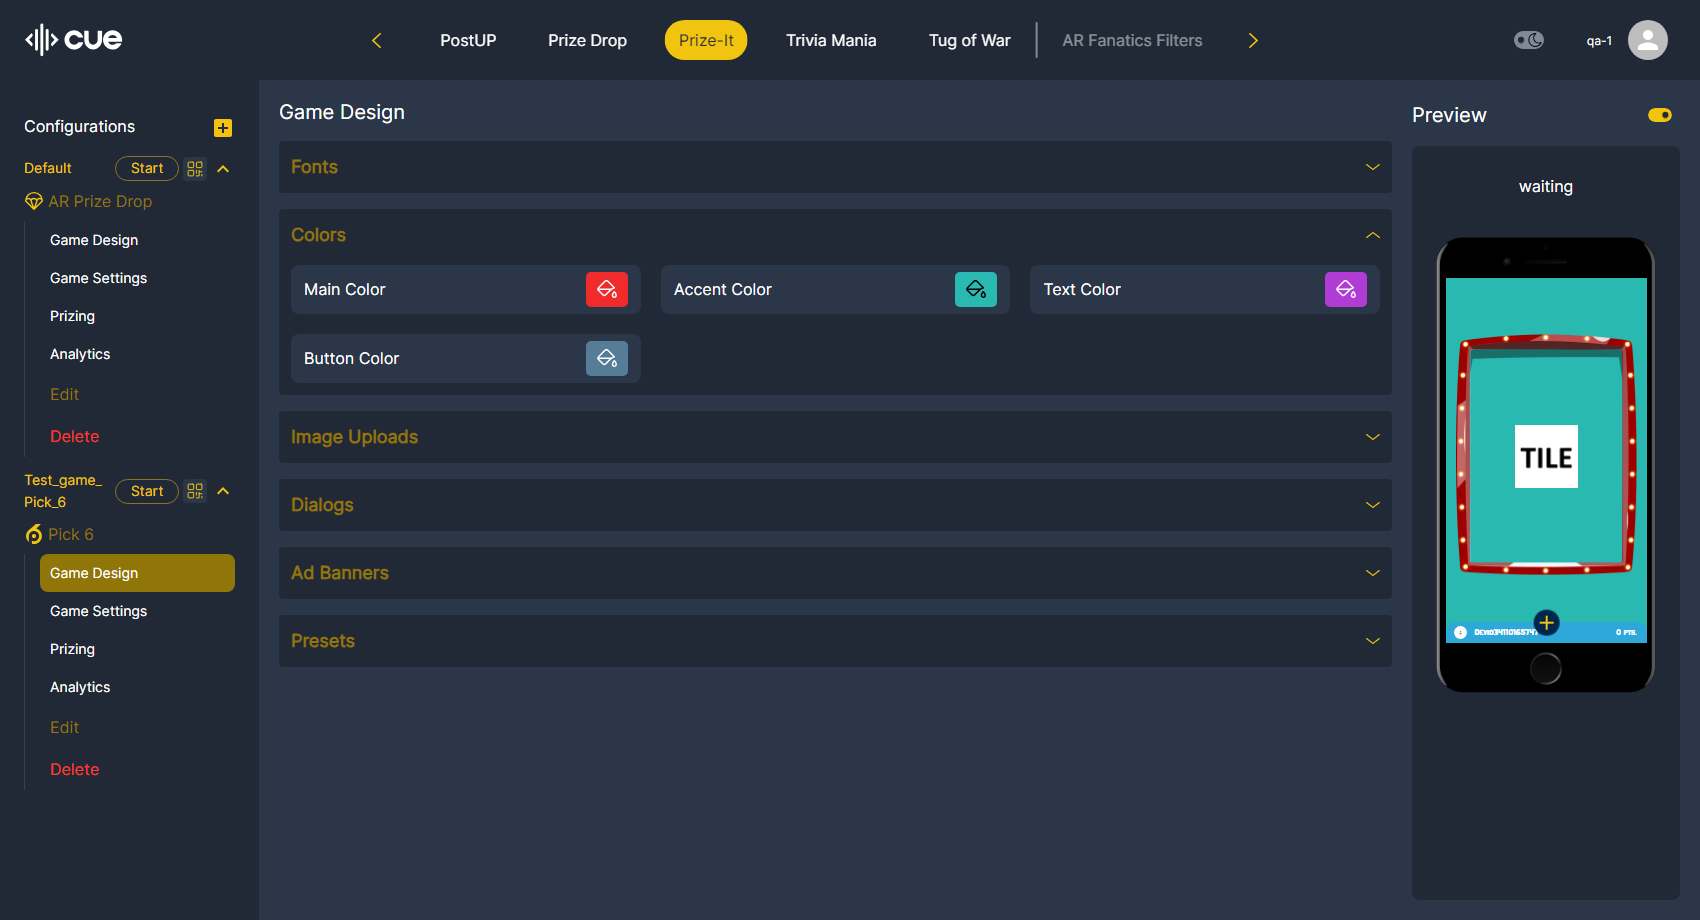 cue
PostUP
Prize Drop
Prize-It
Trivia Mania
Tug of War
AR Fanatics Filters
qa-1
Configurations
Default
Start
AR Prize Drop
Game Design
Game Settings
Prizing
Analytics
Edit
Delete
Test_game_
Pick_6
Start
Pick 6
Game Design
Game Settings
Prizing
Analytics
Edit
Delete
Game Design
Fonts
Colors
Main Color
Accent Color
Text Color
Button Color
Image Uploads
Dialogs
Ad Banners
Presets
Preview
waiting
TILE
0 PTS.